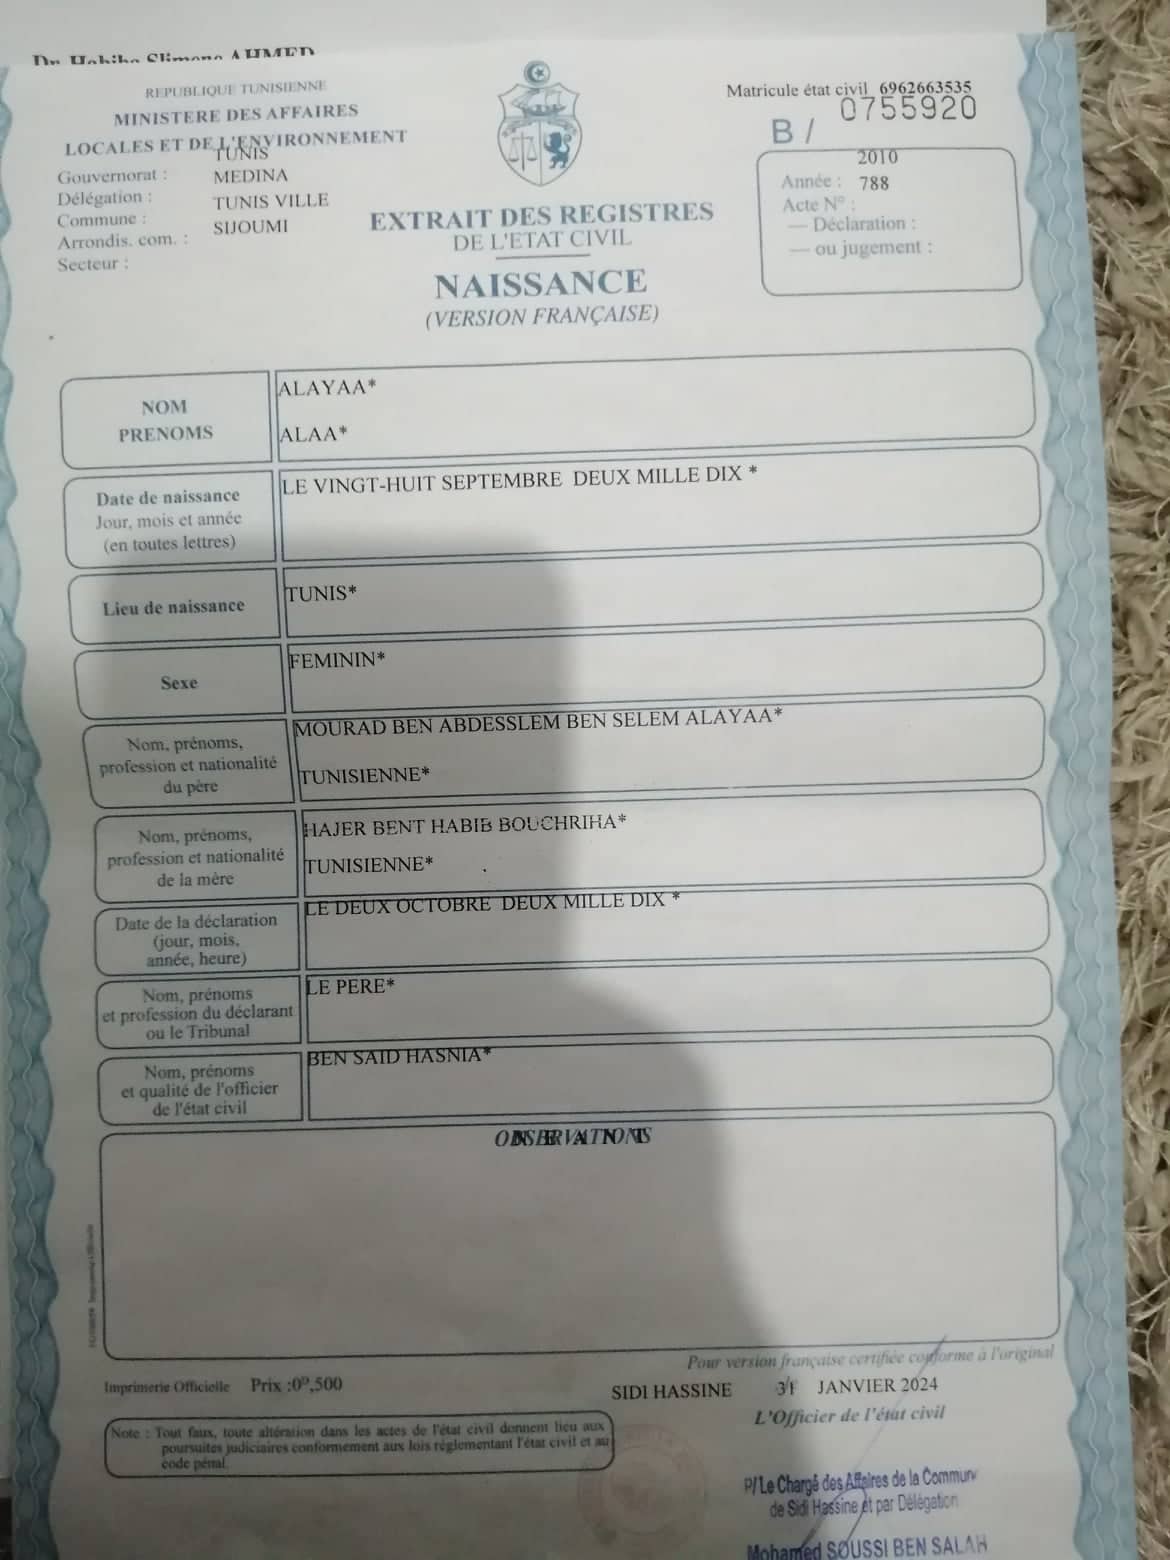 Dr. Habiba Slimene AHMED
REPUBLIQUE TUNISIENNE
MINISTERE DES AFFAIRES
LOCALES ET DE L'ENVIRONNEMENT
Gouvernorat : TUNIS
Délégation : MEDINA
Commune : TUNIS VILLE
Arrondis. com. : SIJOUMI
Secteur :
EXTRAIT DES REGISTRES
DE L'ETAT CIVIL
NAISSANCE
(VERSION FRANÇAISE)
Matricule état civil 6962663535
B / 0755920
2010
Année : 788
Acte N° :
— Déclaration :
— ou jugement :
NOM ALAYAA*
PRENOMS ALAA*
Date de naissance LE VINGT-HUIT SEPTEMBRE DEUX MILLE DIX *
Jour, mois et année
(en toutes lettres)
Lieu de naissance TUNIS*
Sexe FEMININ*
Nom, prénoms, MOURAD BEN ABDESSLEM BEN SELEM ALAYAA*
profession et nationalité TUNISIENNE*
du père
Nom, prénoms, HAJER BENT HABIB BOUCHRIHA*
profession et nationalité TUNISIENNE*
de la mère
Date de la déclaration LE DEUX OCTOBRE DEUX MILLE DIX *
(jour, mois,
année, heure)
Nom, prénoms LE PERE*
et profession du déclarant
ou le Tribunal
Nom, prénoms BEN SAID HASNIA*
et qualité de l'officier
de l'état civil
OBSERVATIONS
NEANT
Pour version française certifiée conforme à l'original
Imprimerie Officielle Prix :0ᴰ,500
SIDI HASSINE 31 JANVIER 2024
L'Officier de l'état civil
Note : Tout faux, toute altération dans les actes de l'état civil donnent lieu aux
poursuites judiciaires conformement aux lois réglementant l'état civil et au
code pénal.
P/ Le Chargé des Affaires de la Commune
de Sidi Hassine et par Délégation
Mohamed SOUSSI BEN SALAH